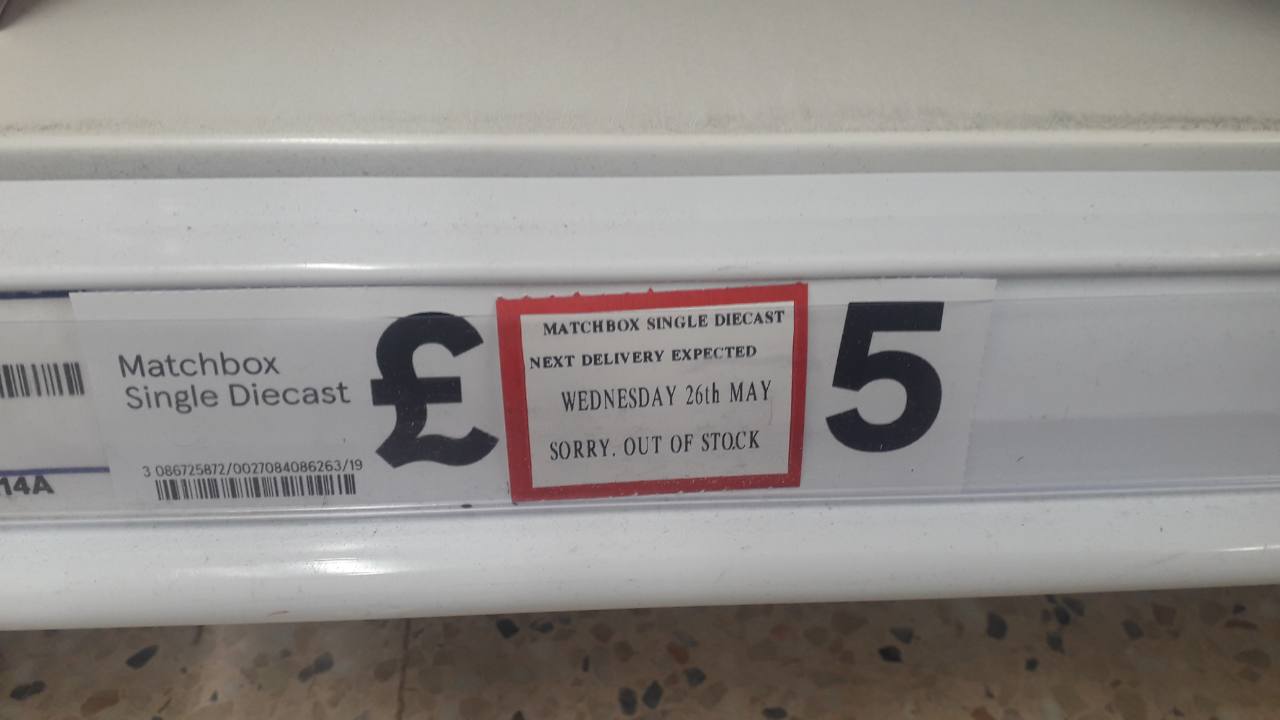 Matchbox
Single Diecast
3 086725872/0027084086263/19
£
MATCHBOX SINGLE DIECAST
NEXT DELIVERY EXPECTED
WEDNESDAY 26th MAY
SORRY. OUT OF STOCK
5
14A